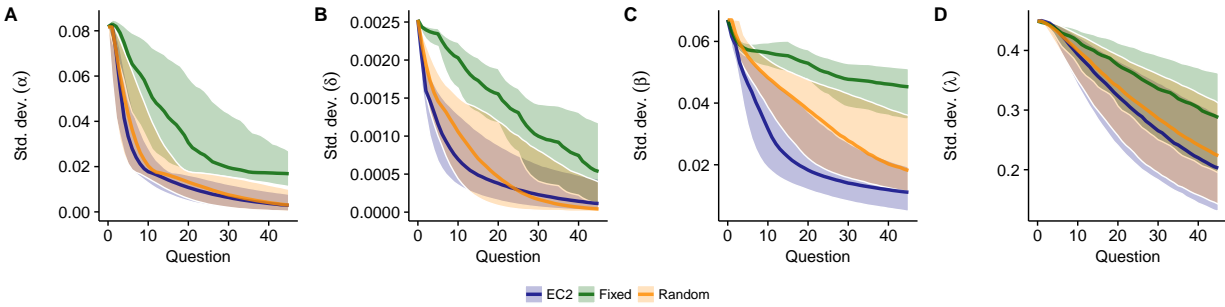 A
Std. dev. (α)
0.08
0.06
0.04
0.02
0.00
0 10 20 30 40
Question
B
Std. dev. (δ)
0.0025
0.0020
0.0015
0.0010
0.0005
0.0000
0 10 20 30 40
Question
C
Std. dev. (β)
0.06
0.04
0.02
0 10 20 30 40
Question
D
Std. dev. (λ)
0.4
0.3
0.2
0 10 20 30 40
Question
EC2 Fixed Random